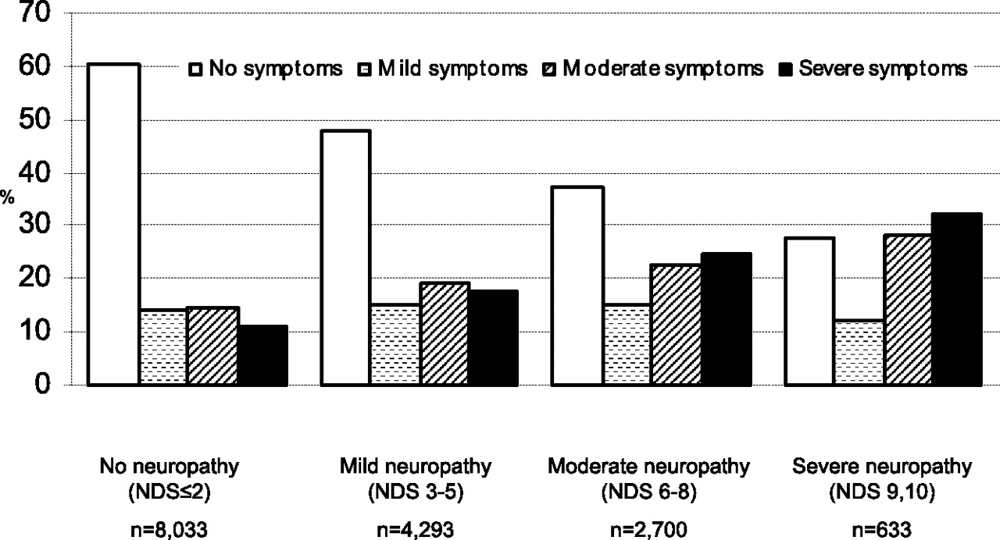 70
60
No symptoms Mild symptoms Moderate symptoms Severe symptoms
50
40
%
30
20
10
0
No neuropathy Mild neuropathy Moderate neuropathy Severe neuropathy
(NDS≤2) (NDS 3-5) (NDS 6-8) (NDS 9,10)
n=8,033 n=4,293 n=2,700 n=633